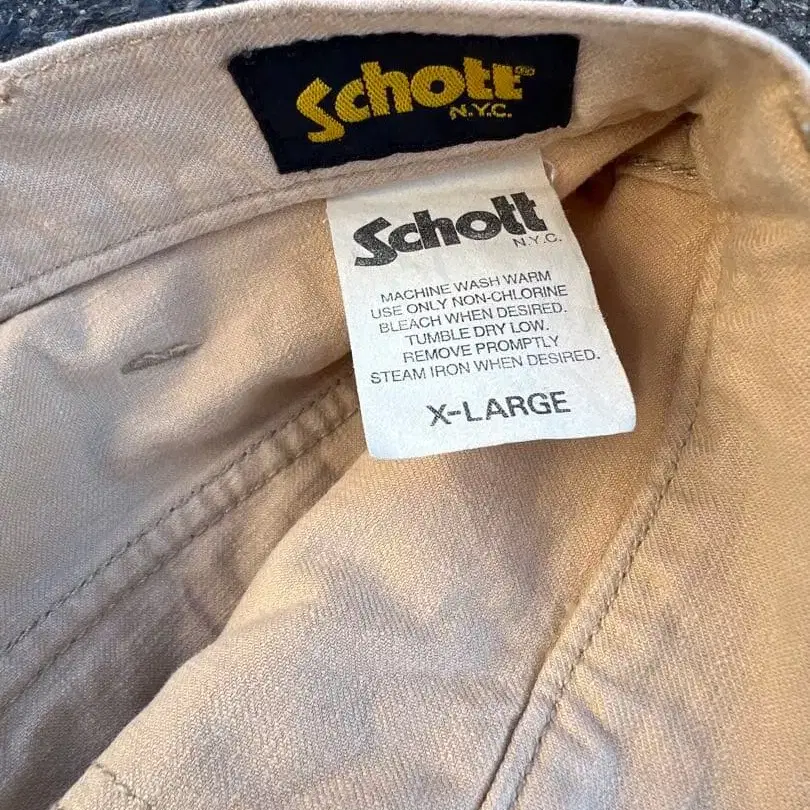 Schott
N.Y.C.
Schott
N.Y.C.
MACHINE WASH WARM
USE ONLY NON-CHLORINE
BLEACH WHEN DESIRED.
TUMBLE DRY LOW.
REMOVE PROMPTLY
STEAM IRON WHEN DESIRED.
X-LARGE